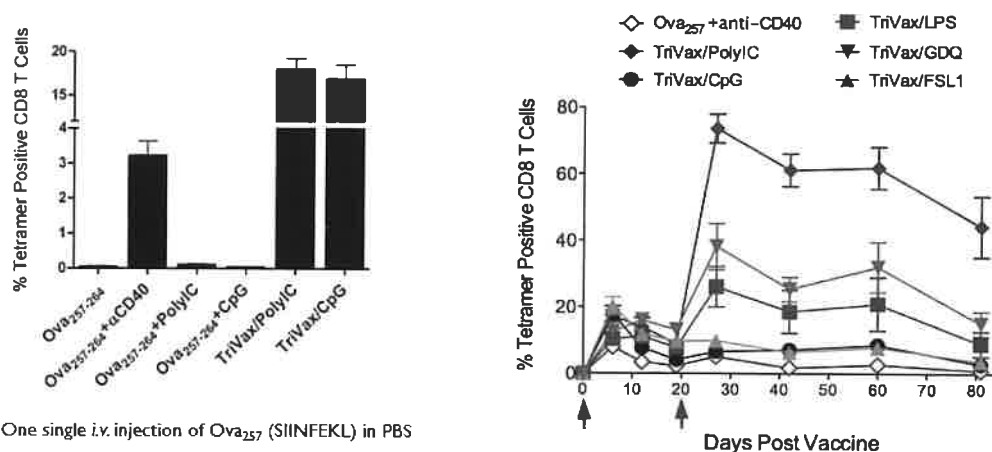 % Tetramer Positive CD8 T Cells
20
15
4
3
2
1
0
Ova257-264
Ova257-264+αCD40
Ova257-264+PolyIC
Ova257-264+CpG
TriVax/PolyIC
TriVax/CpG
One single i.v. injection of Ova257 (SIINFEKL) in PBS
Ova257+anti-CD40
TriVax/PolyIC
TriVax/CpG
TriVax/LPS
TriVax/GDQ
TriVax/FSL1
% Tetramer Positive CD8 T Cells
80
60
40
20
0
0 10 20 30 40 50 60 70 80
Days Post Vaccine